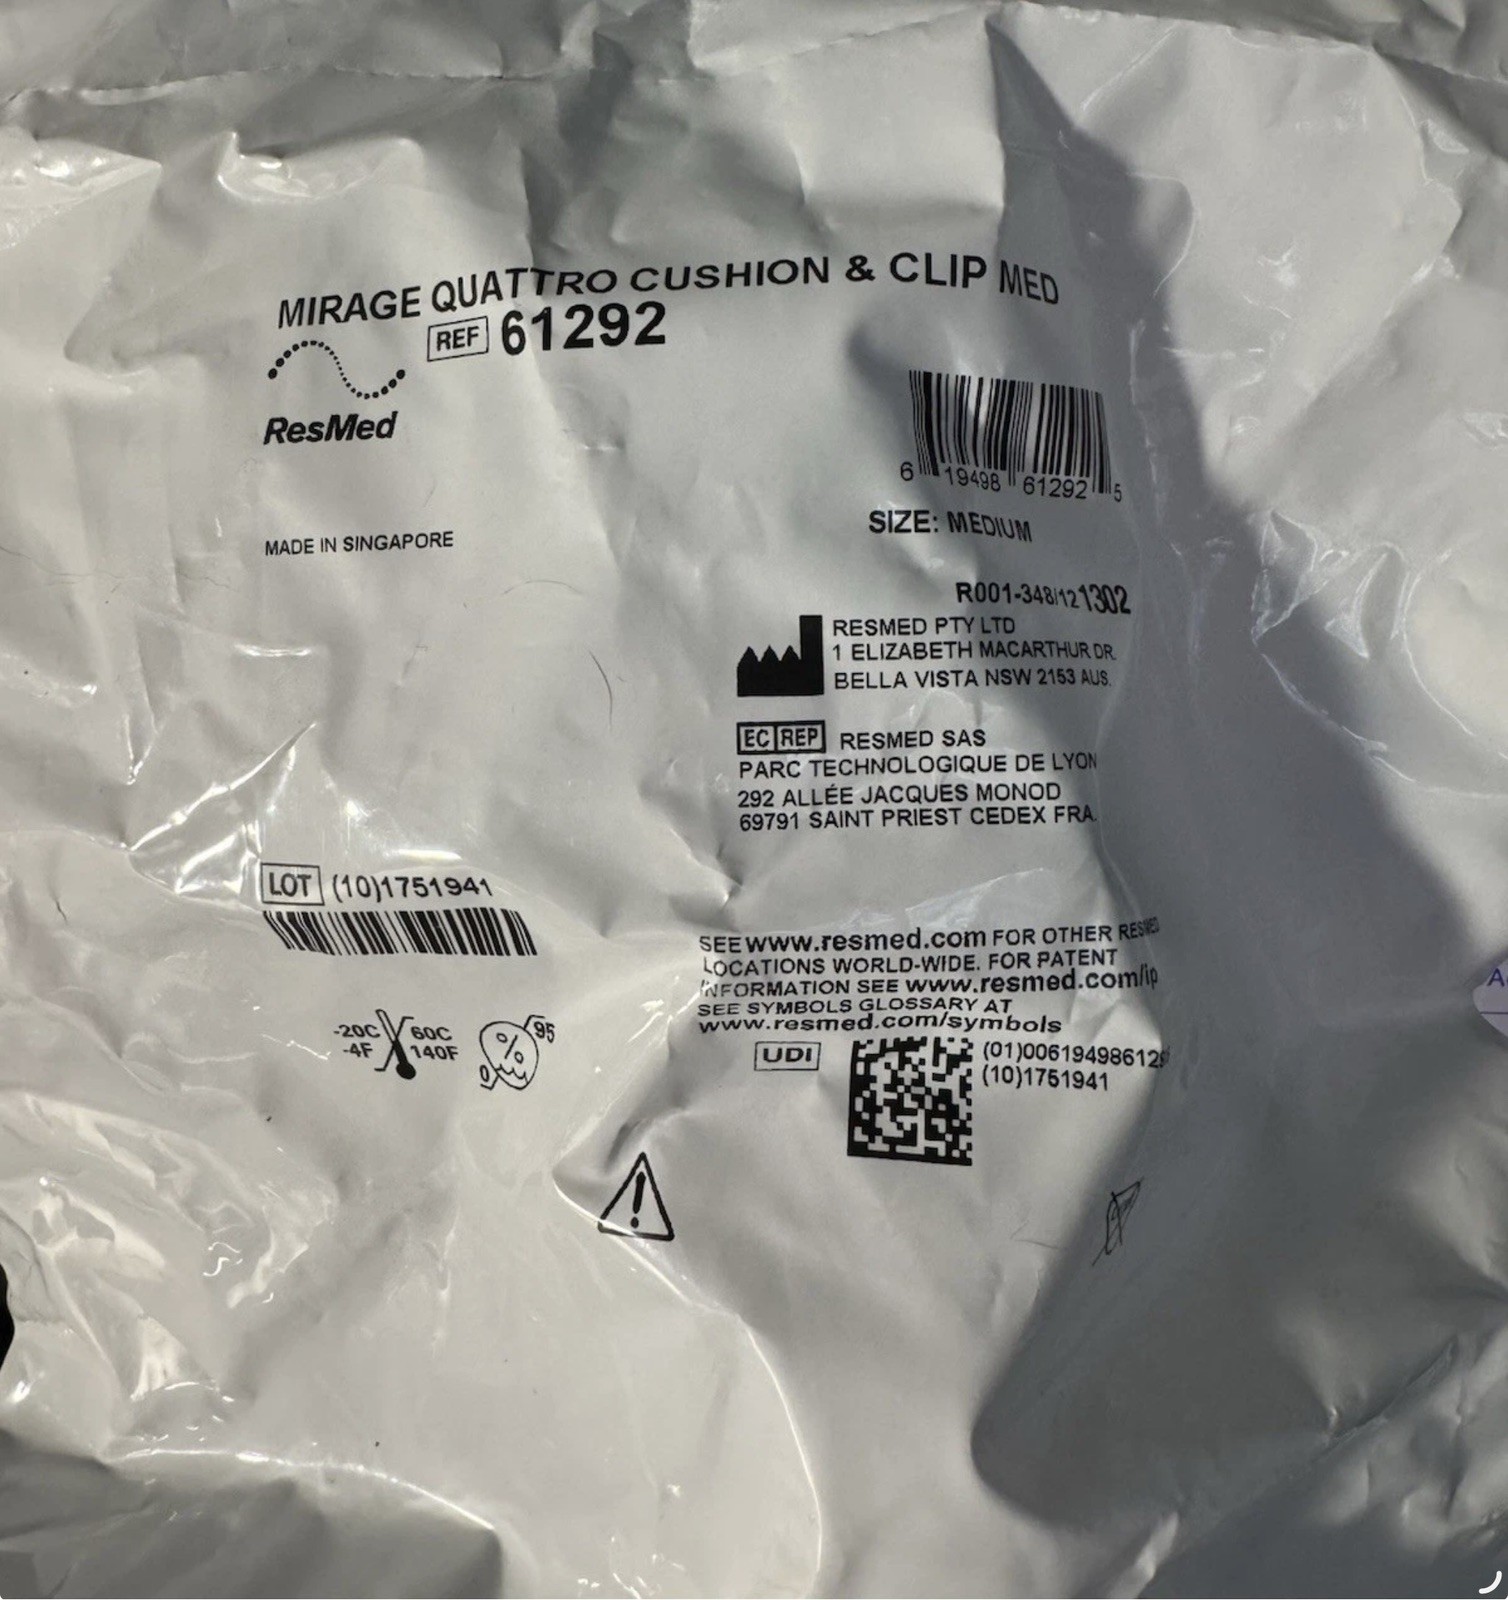 MIRAGE QUATTRO CUSHION & CLIP MED
REF 61292
ResMed
6 19498 61292 5
SIZE: MEDIUM
MADE IN SINGAPORE
R001-348/12 1302
RESMED PTY LTD
1 ELIZABETH MACARTHUR DR.
BELLA VISTA NSW 2153 AUS.
EC REP RESMED SAS
PARC TECHNOLOGIQUE DE LYON
292 ALLÉE JACQUES MONOD
69791 SAINT PRIEST CEDEX FRA.
LOT (10)1751941
SEE www.resmed.com FOR OTHER RESMED
LOCATIONS WORLD-WIDE. FOR PATENT
INFORMATION SEE www.resmed.com/ip
SEE SYMBOLS GLOSSARY AT
www.resmed.com/symbols
-20C 60C
-4F 140F
0 % 95
UDI
(10)1751941